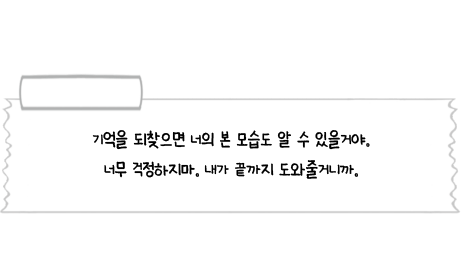 기억을 되찾으면 너의 본 모습도 알 수 있을거야.
너무 걱정하지마. 내가 끝까지 도와줄거니까.